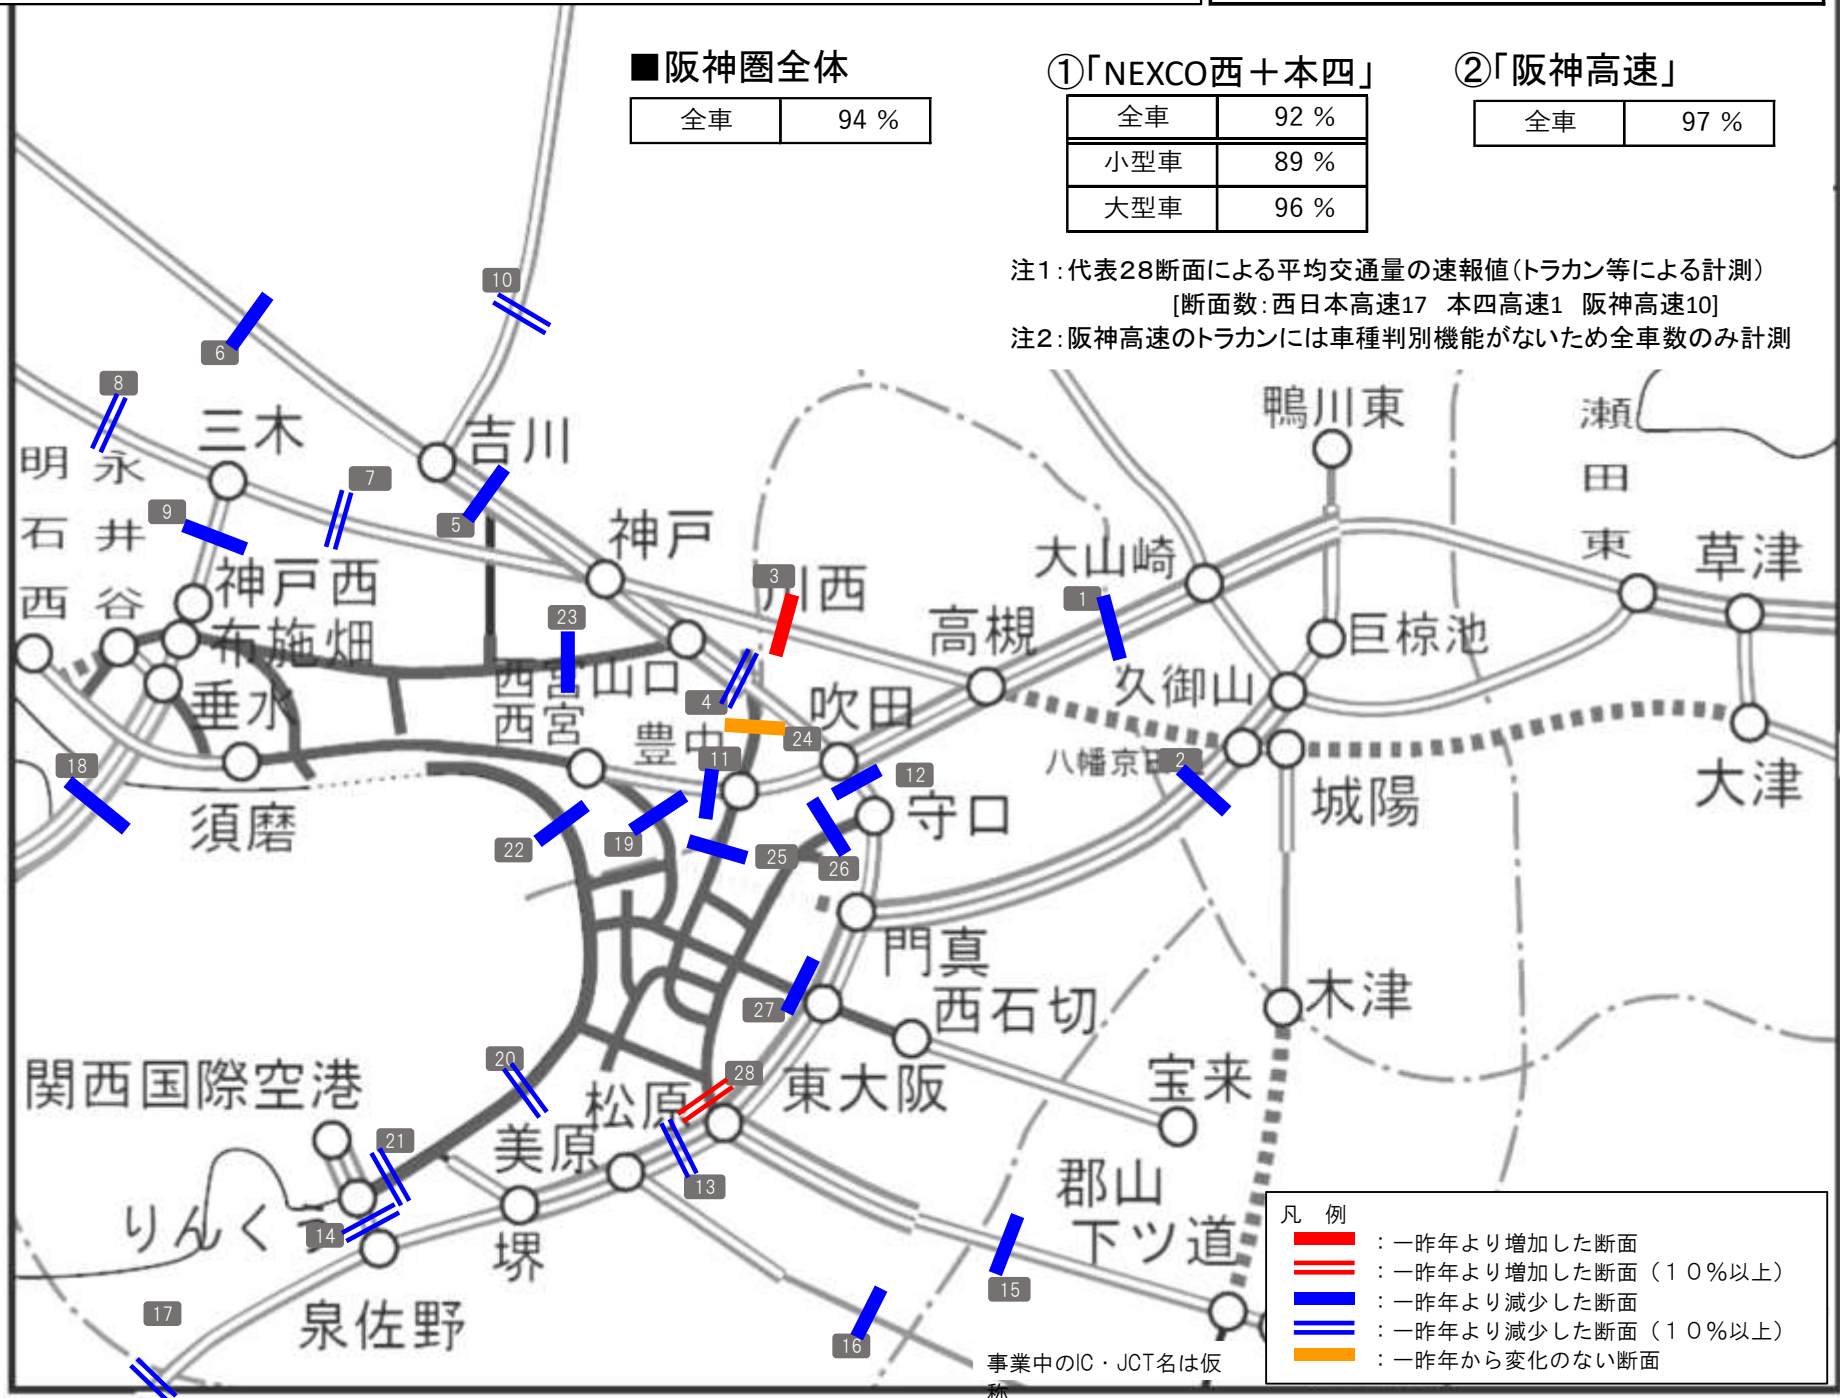 ■阪神圏全体
全車 94 %
①「NEXCO西＋本四」
全車 92 %
小型車 89 %
大型車 96 %
②「阪神高速」
全車 97 %
注1：代表28断面による平均交通量の速報値（トラカン等による計測）
[断面数：西日本高速17 本四高速1 阪神高速10]
注2：阪神高速のトラカンには車種判別機能がないため全車数のみ計測
10
6
8
三木
吉川
鴨川東
瀬田東
明石西
永井谷
7
9
5
神戸
大山崎
草津
神戸西
3
川西
1
高槻
23
布施畑
巨椋池
西宮山口
久御山
4
垂水
西宮
吹田
豊中
24
八幡京田
2
18
11
12
大津
城陽
須磨
守口
22
19
25
26
門真
木津
27
西石切
関西国際空港
20
松原
28
東大阪
宝来
21
美原
13
郡山
りんくう
14
下ツ道
堺
15
17
泉佐野
16
事業中のIC・JCT名は仮
称
凡 例
：一昨年より増加した断面
：一昨年より増加した断面（１０％以上）
：一昨年より減少した断面
：一昨年より減少した断面（１０％以上）
：一昨年から変化のない断面